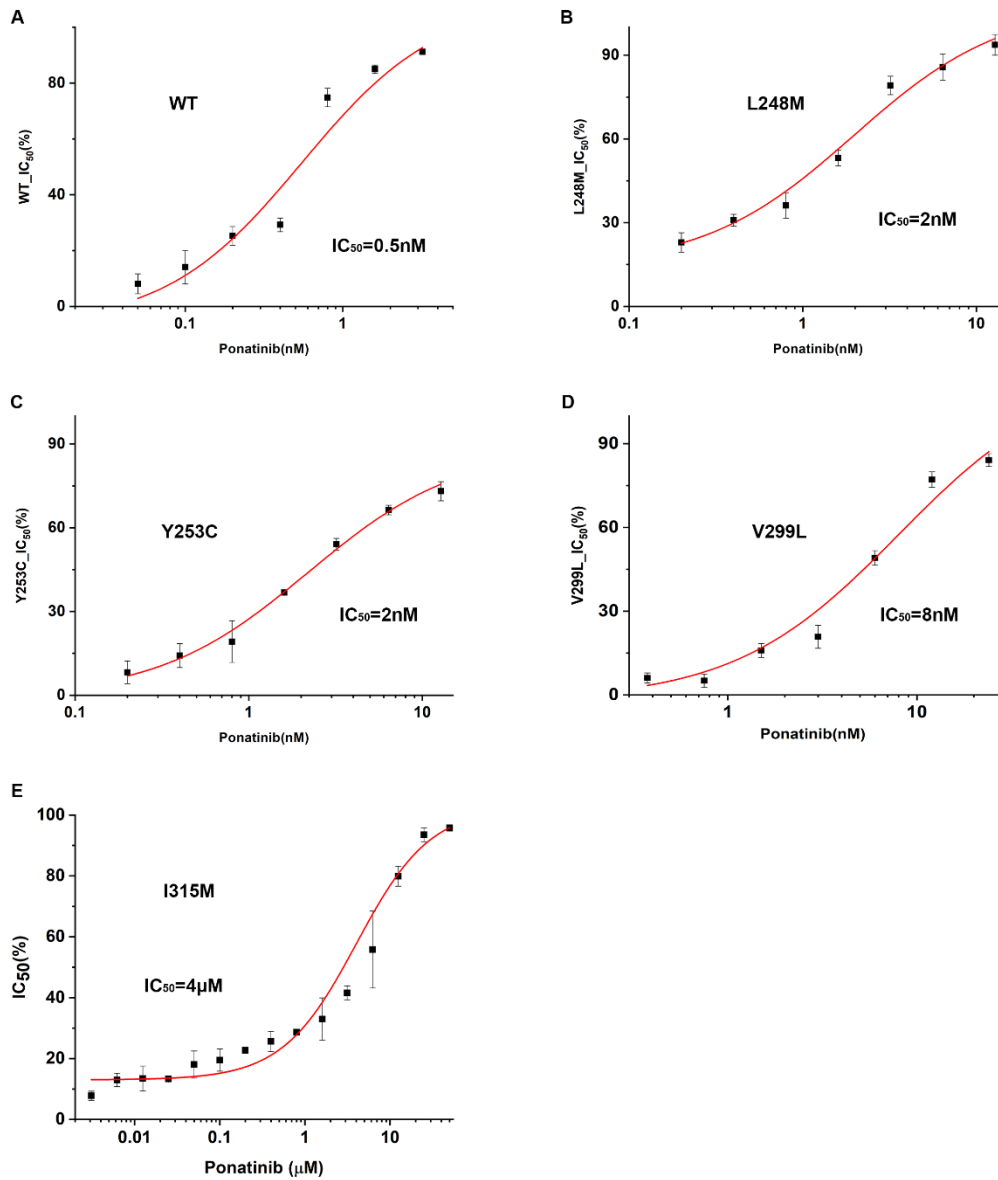 A
WT_IC50(%)
80
40
0
WT
IC50=0.5nM
0.1
1
Ponatinib(nM)
B
L248M_IC50(%)
90
60
30
0
L248M
IC50=2nM
0.1
1
10
Ponatinib(nM)
C
Y253C_IC50(%)
90
60
30
0
Y253C
IC50=2nM
0.1
1
10
Ponatinib(nM)
D
V299L_IC50(%)
90
60
30
0
V299L
IC50=8nM
1
10
Ponatinib(nM)
E
IC50(%)
100
80
60
40
20
0
I315M
IC50=4μM
0.01
0.1
1
10
Ponatinib (μM)